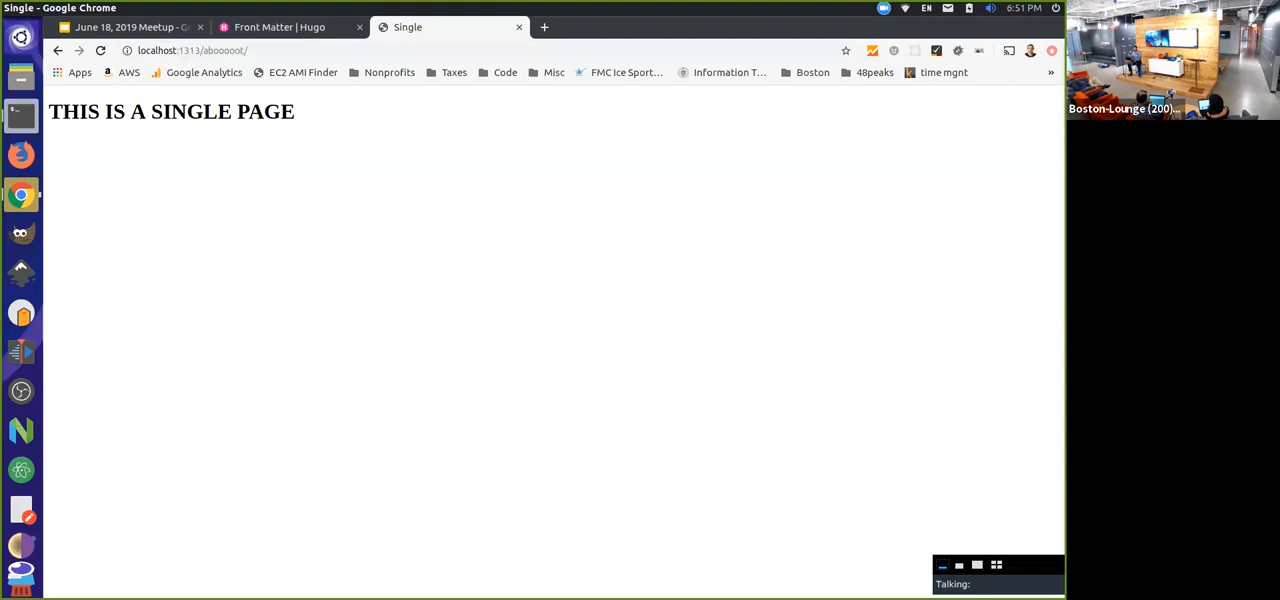 Single - Google Chrome
EN
6:51 PM
June 18, 2019 Meetup - G
Front Matter | Hugo
Single
localhost:1313/abooooot/
Apps
AWS
Google Analytics
EC2 AMI Finder
Nonprofits
Taxes
Code
Misc
FMC Ice Sport...
Information T...
Boston
48peaks
time mgnt
»
THIS IS A SINGLE PAGE
Boston-Lounge (200)...
Talking: